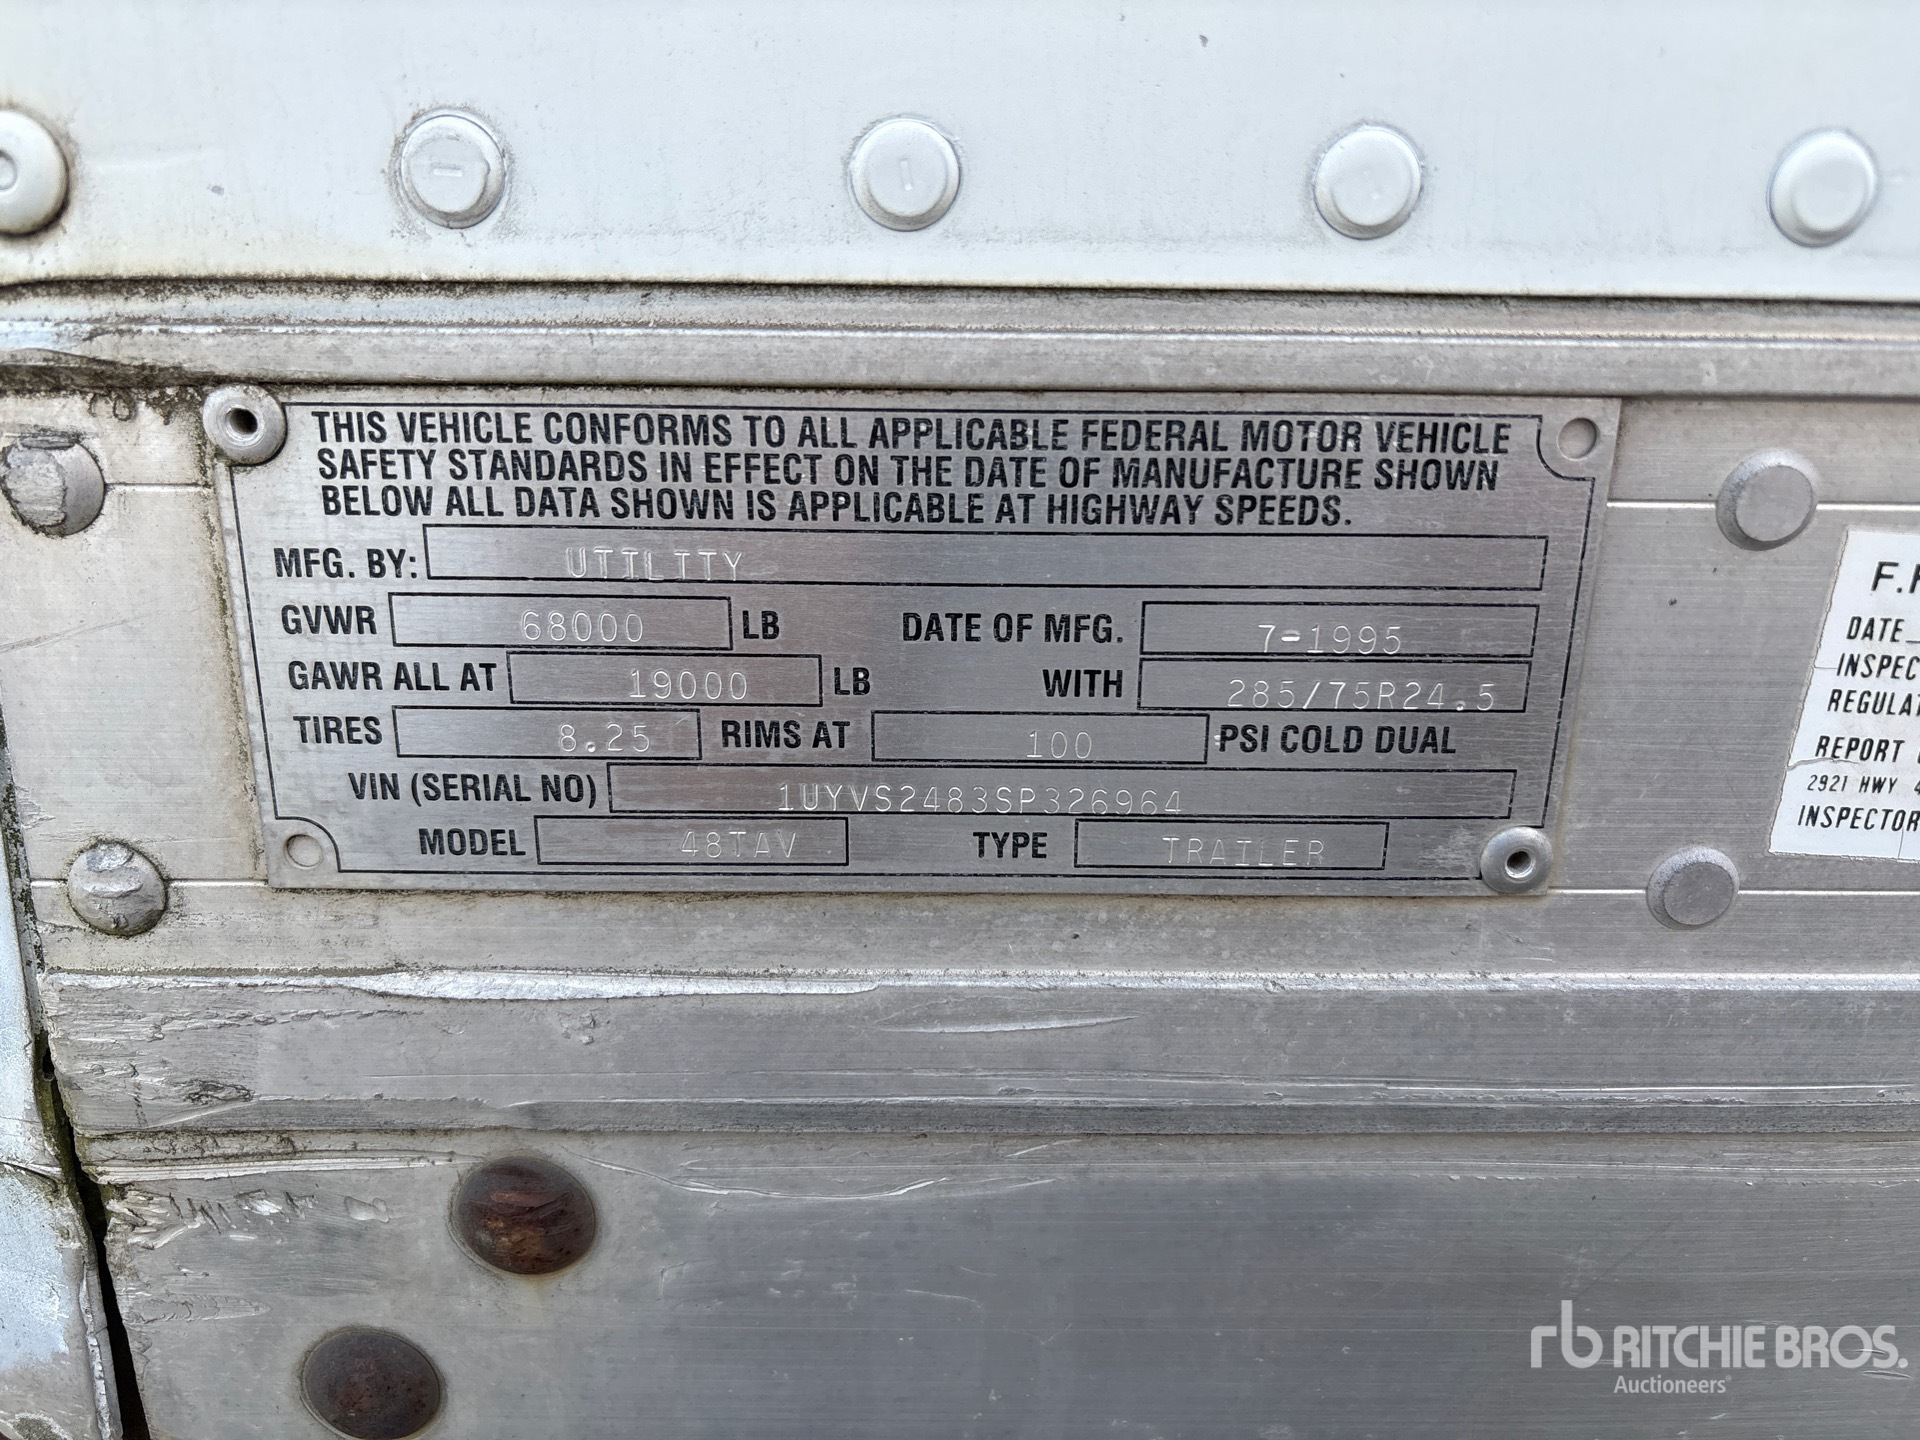 THIS VEHICLE CONFORMS TO ALL APPLICABLE FEDERAL MOTOR VEHICLE
SAFETY STANDARDS IN EFFECT ON THE DATE OF MANUFACTURE SHOWN
BELOW ALL DATA SHOWN IS APPLICABLE AT HIGHWAY SPEEDS.
MFG. BY: UTILITY
GVWR 68000 LB DATE OF MFG. 7-1995
GAWR ALL AT 19000 LB WITH 285/75R24.5
TIRES 8.25 RIMS AT 100 PSI COLD DUAL
VIN (SERIAL NO) 1UYVS2483SP326964
MODEL 48TAV TYPE TRAILER
DATE
REPORT
2921 HWY 4
INSPECTOR
rb RITCHIE BROS.
Auctioneers